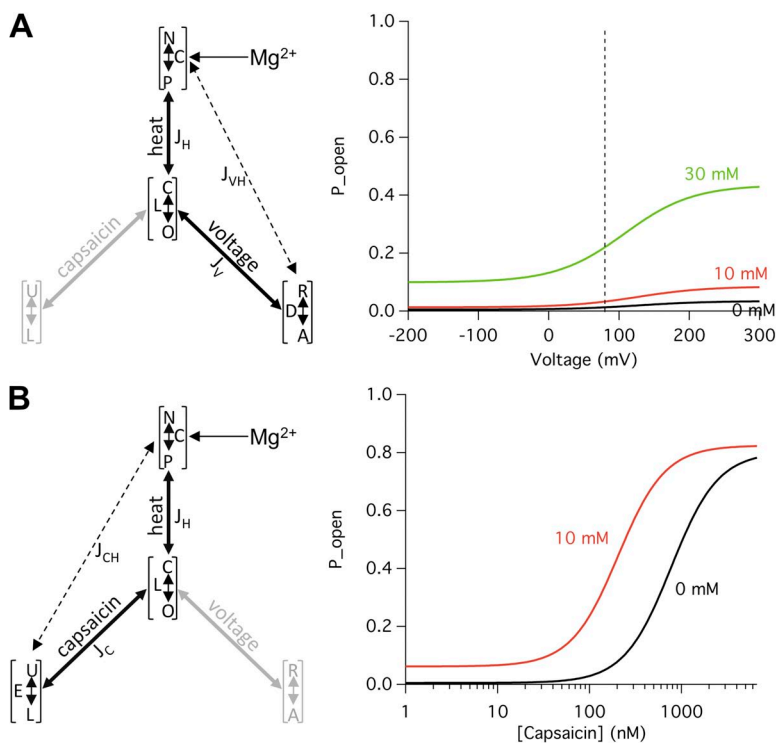 A
N
C
P
Mg2+
heat
JH
JVH
C
L
O
capsaicin
voltage
JV
U
L
R
D
A
P_open
1.0
0.8
0.6
0.4
0.2
0.0
30 mM
10 mM
0 mM
-200 -100 0 100 200 300
Voltage (mV)
B
N
C
P
Mg2+
heat
JH
JCH
C
L
O
capsaicin
JC
voltage
U
E
L
R
A
P_open
1.0
0.8
0.6
0.4
0.2
0.0
10 mM
0 mM
1 10 100 1000
[Capsaicin] (nM)